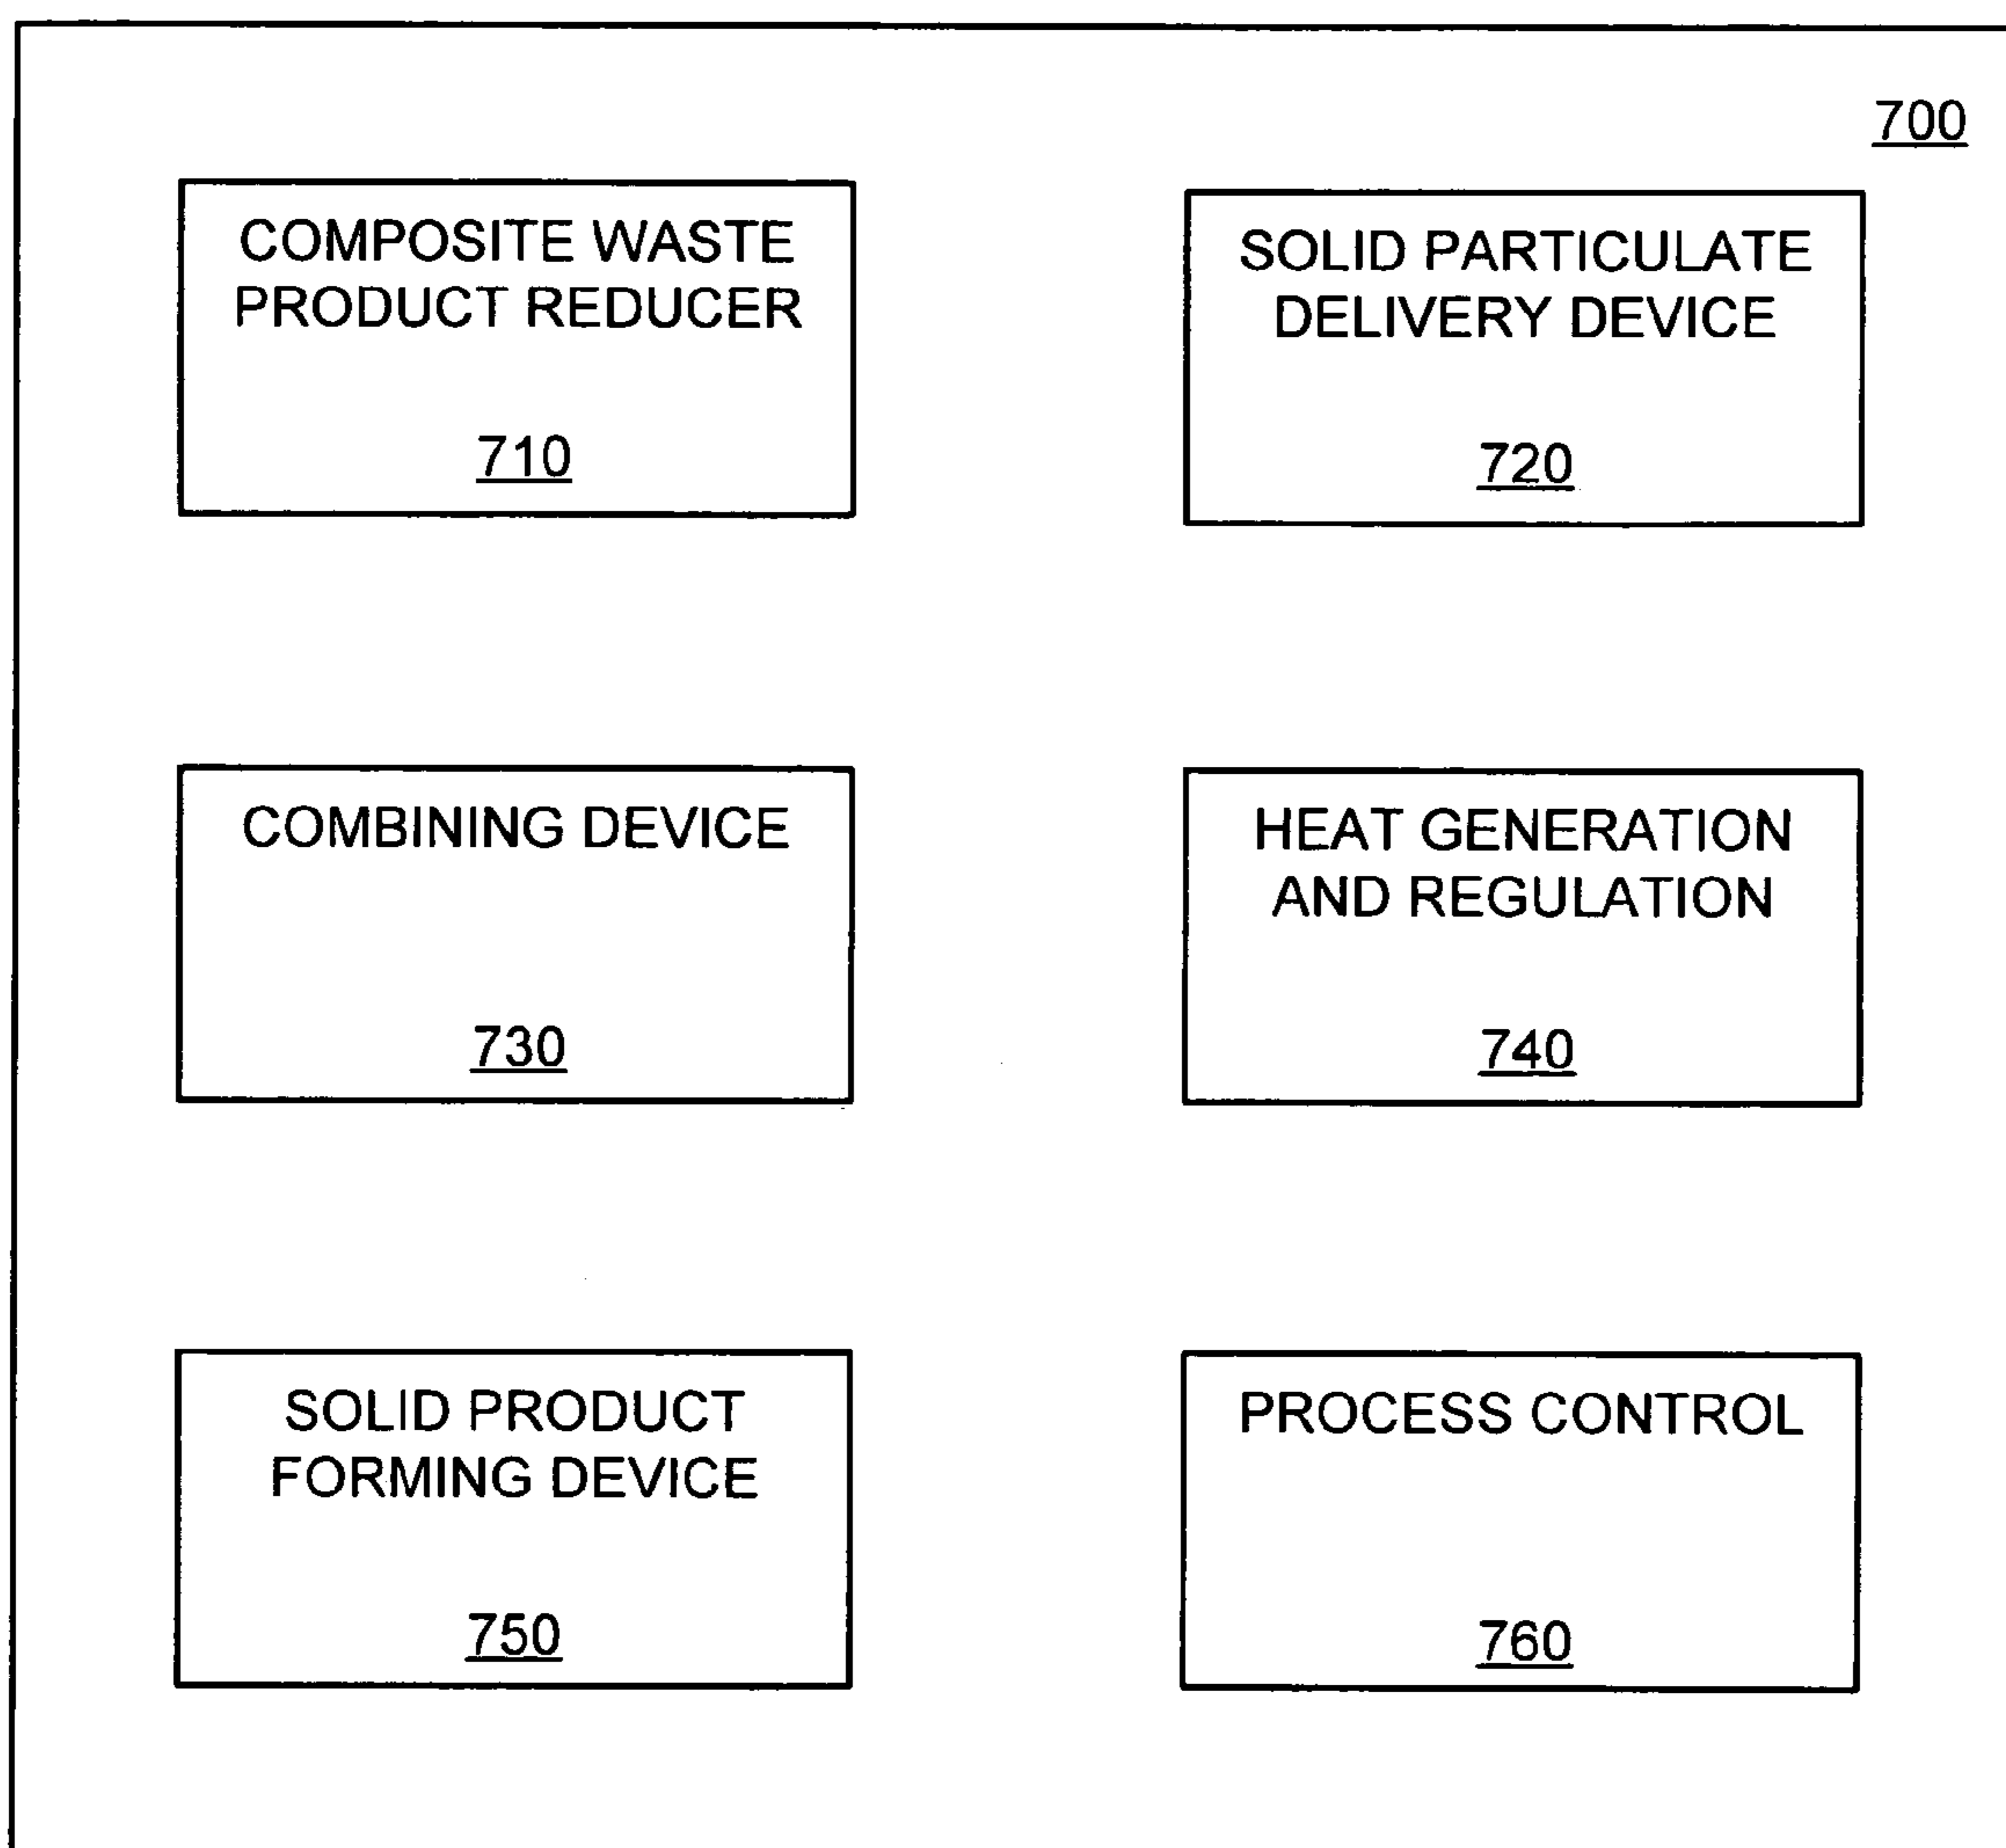 700
COMPOSITE WASTE
PRODUCT REDUCER
710
SOLID PARTICULATE
DELIVERY DEVICE
720
COMBINING DEVICE
730
HEAT GENERATION
AND REGULATION
740
SOLID PRODUCT
FORMING DEVICE
750
PROCESS CONTROL
760